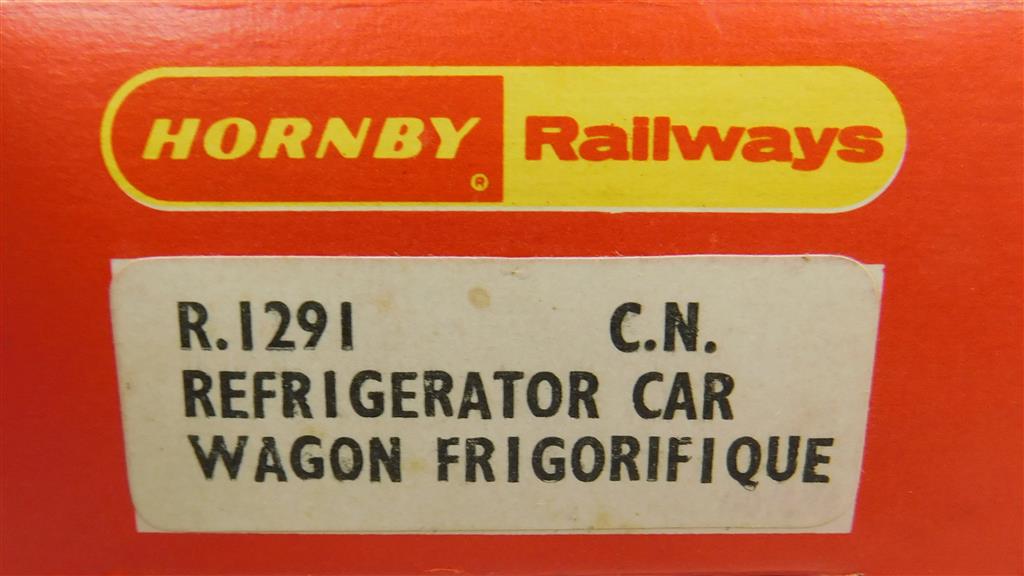 HORNBY Railways
®
R.1291 C.N.
REFRIGERATOR CAR
WAGON FRIGORIFIQUE